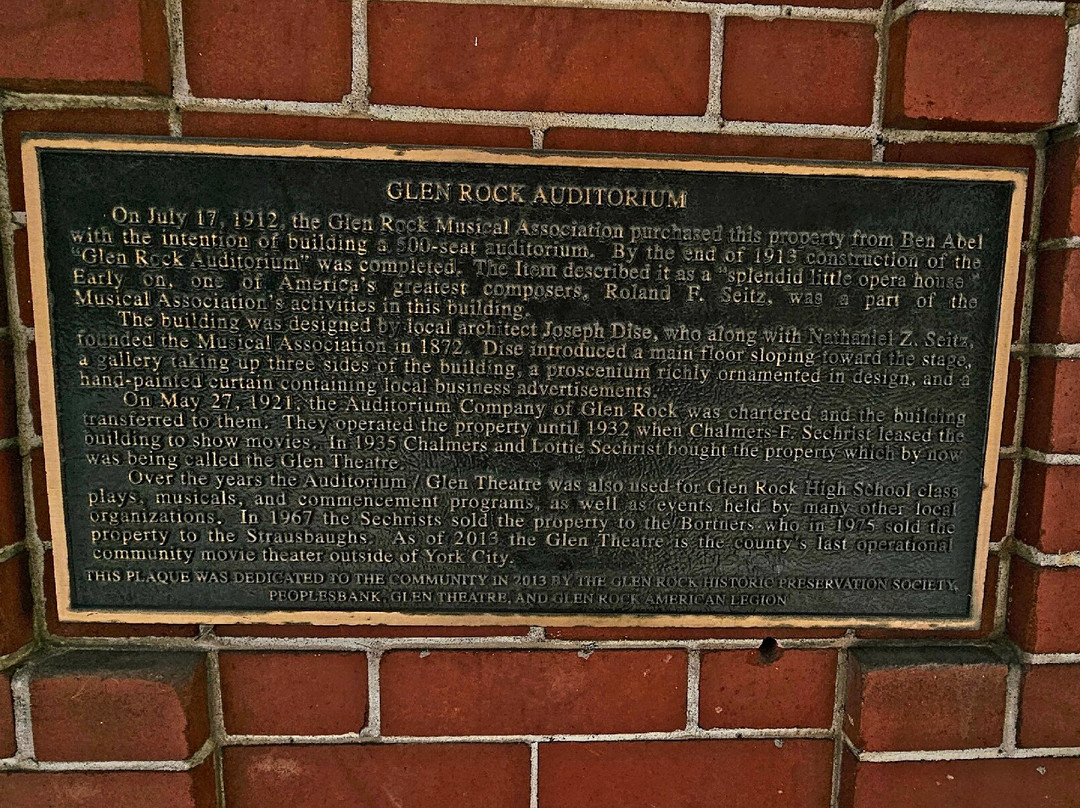 GLEN ROCK AUDITORIUM
On July 17, 1912, the Glen Rock Musical Association purchased this property from Ben Abel
with the intention of building a 500-seat auditorium. By the end of 1913 construction of the
"Glen Rock Auditorium" was completed. The Item described it as a "splendid little opera house."
Early on, one of America's greatest composers, Roland F. Seitz, was a part of the
Musical Association's activities in this building.
The building was designed by local architect Joseph Dise, who along with Nathaniel Z. Seitz,
founded the Musical Association in 1872. Dise introduced a main floor sloping toward the stage,
a gallery taking up three sides of the building, a proscenium richly ornamented in design, and a
hand-painted curtain containing local business advertisements.
On May 27, 1921, the Auditorium Company of Glen Rock was chartered and the building
transferred to them. They operated the property until 1932 when Chalmers F. Sechrist leased the
building to show movies. In 1935 Chalmers and Lottie Sechrist bought the property which by now
was being called the Glen Theatre.
Over the years the Auditorium / Glen Theatre was also used for Glen Rock High School class
plays, musicals, and commencement programs, as well as events held by many other local
organizations. In 1967 the Sechrists sold the property to the Bortners who in 1975 sold the
property to the Strausbaughs. As of 2013 the Glen Theatre is the county's last operational
community movie theater outside of York City.
THIS PLAQUE WAS DEDICATED TO THE COMMUNITY IN 2013 BY THE GLEN ROCK HISTORIC PRESERVATION SOCIETY,
PEOPLESBANK, GLEN THEATRE, AND GLEN ROCK AMERICAN LEGION